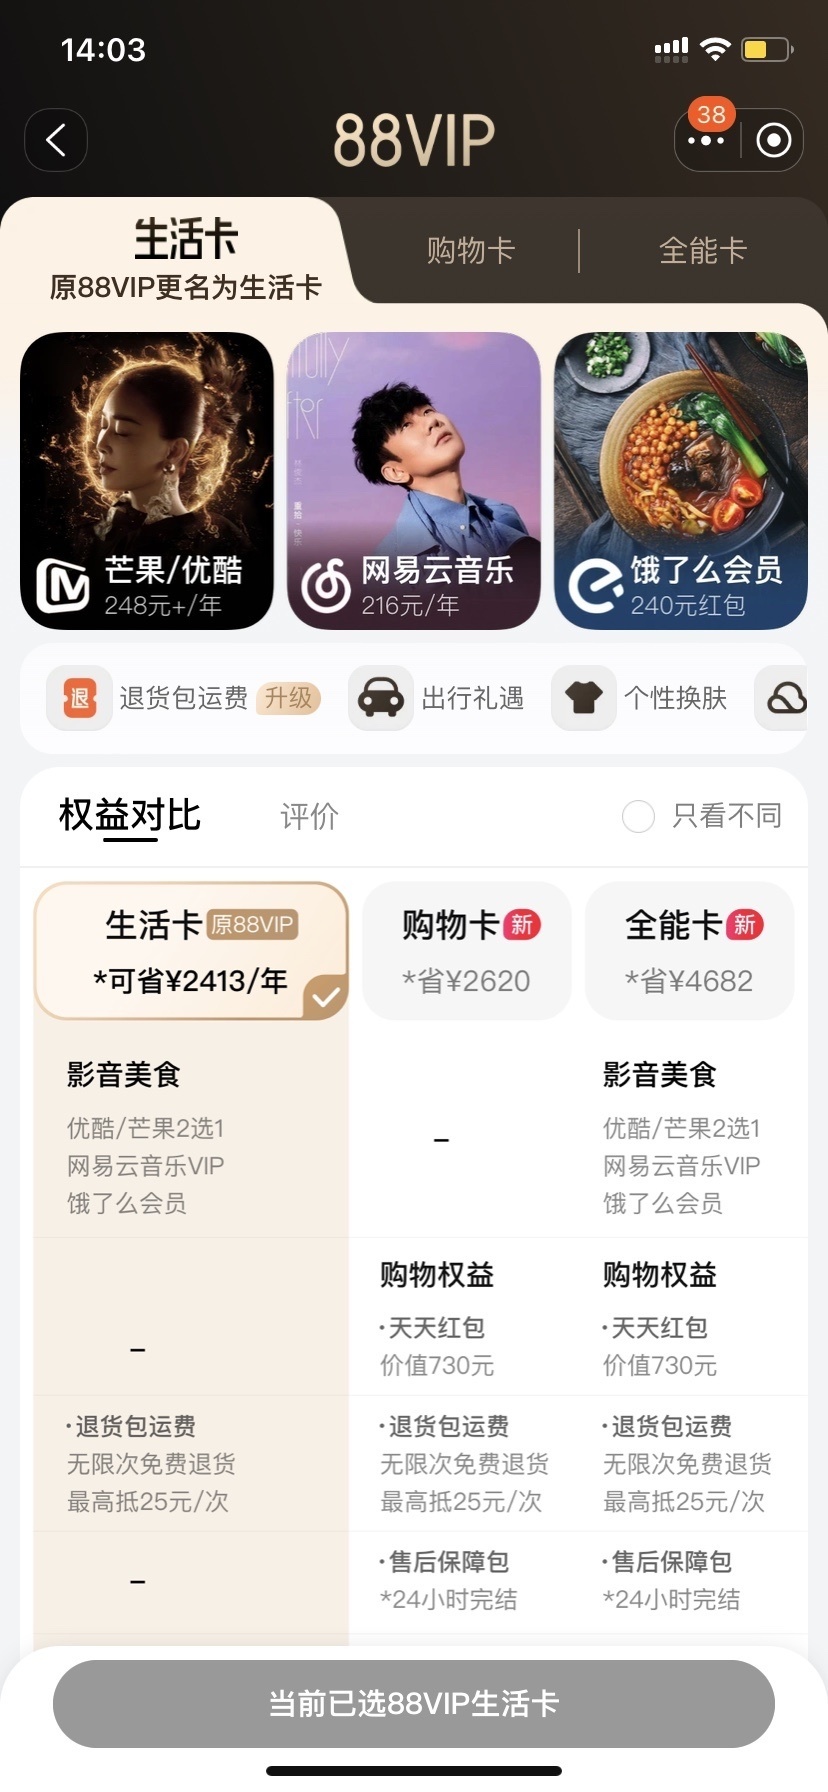 14:03
88VIP
38
生活卡
原88VIP更名为生活卡
购物卡
全能卡
芒果/优酷
248元+/年
网易云音乐
216元/年
饿了么会员
240元红包
退
退货包运费
升级
出行礼遇
个性换肤
权益对比
评价
只看不同
生活卡 原88VIP
*可省¥2413/年
购物卡 新
*省¥2620
全能卡 新
*省¥4682
影音美食
优酷/芒果2选1
网易云音乐VIP
饿了么会员
–
影音美食
优酷/芒果2选1
网易云音乐VIP
饿了么会员
–
购物权益
·天天红包
价值730元
购物权益
·天天红包
价值730元
·退货包运费
无限次免费退货
最高抵25元/次
·退货包运费
无限次免费退货
最高抵25元/次
·退货包运费
无限次免费退货
最高抵25元/次
–
·售后保障包
*24小时完结
·售后保障包
*24小时完结
当前已选88VIP生活卡